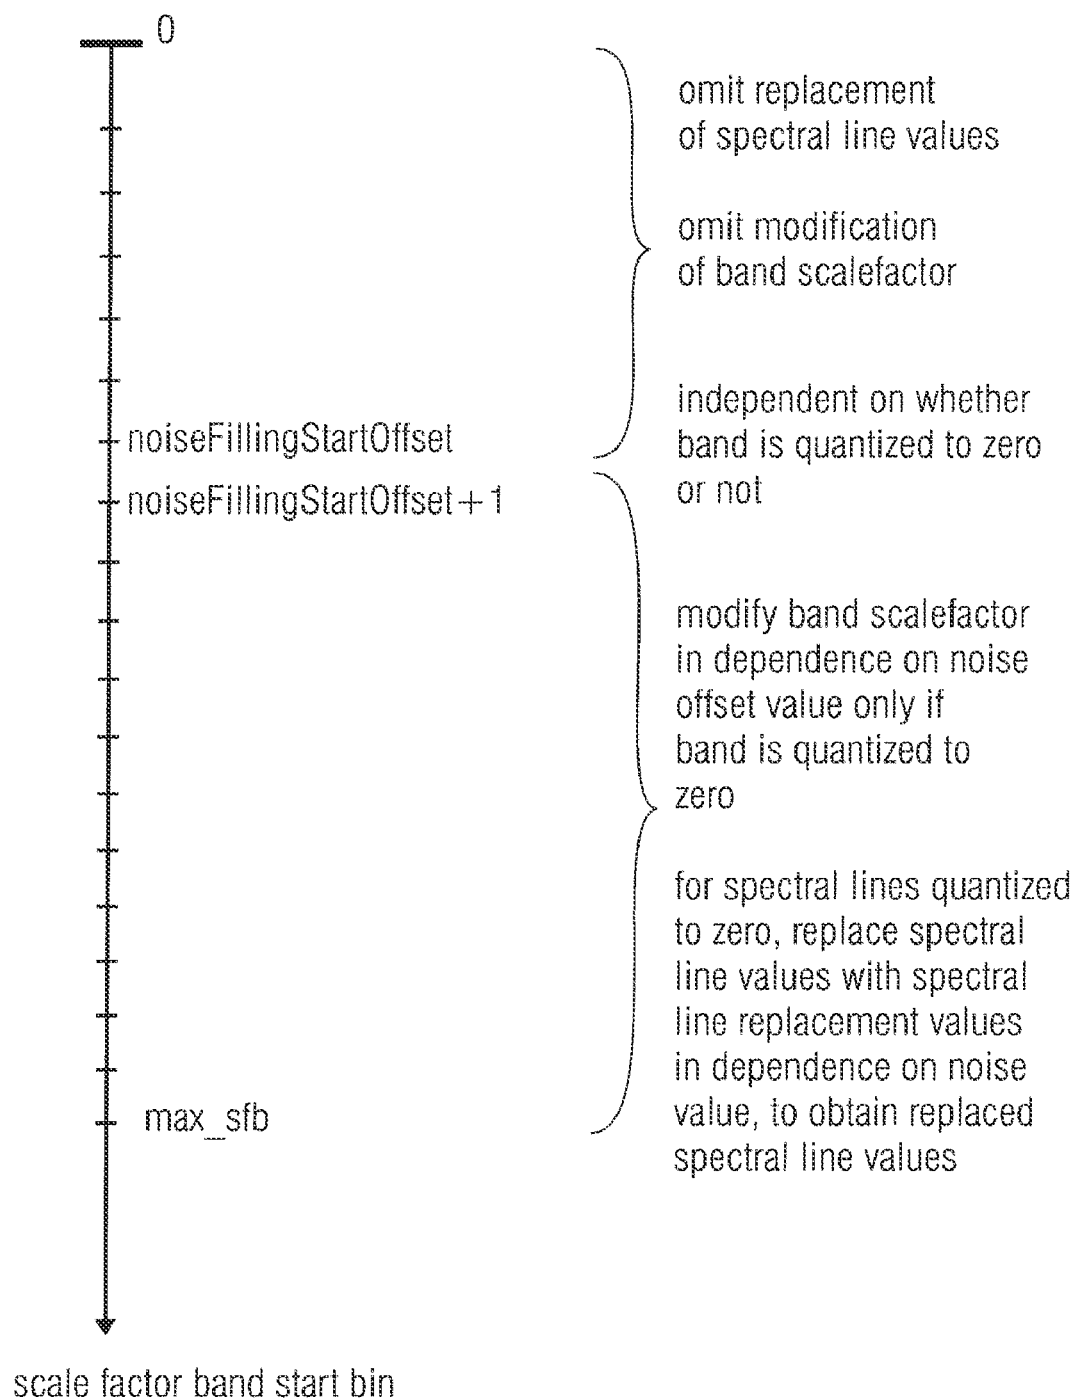 0
omit replacement
of spectral line values
omit modification
of band scalefactor
independent on whether
band is quantized to zero
or not
noiseFillingStartOffset
noiseFillingStartOffset+1
modify band scalefactor
in dependence on noise
offset value only if
band is quantized to
zero
for spectral lines quantized
to zero, replace spectral
line values with spectral
line replacement values
in dependence on noise
value, to obtain replaced
spectral line values
max_sfb
scale factor band start bin